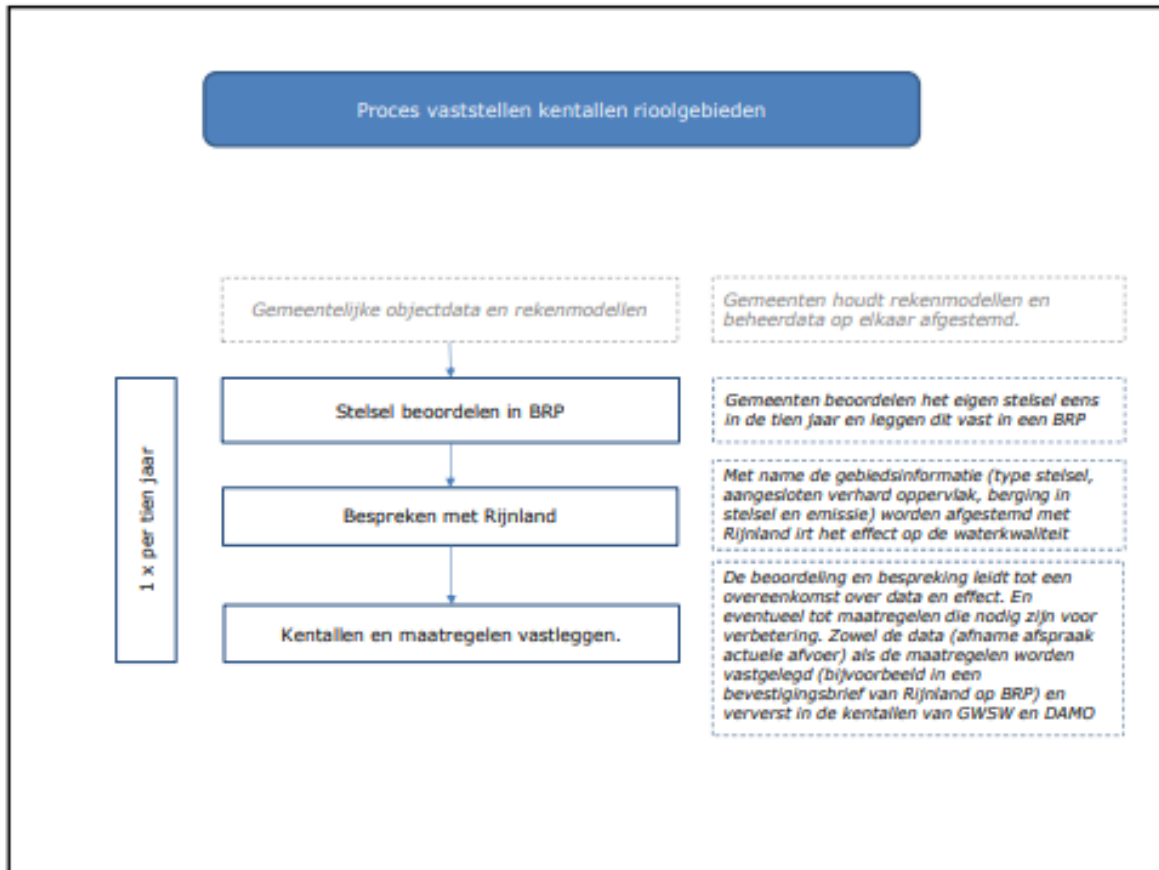 Proces vaststellen kentallen rioolgebieden
Gemeentelijke objectdata en rekenmodellen
Gemeenten houdt rekenmodellen en
beheerdata op elkaar afgestemd.
1 x per tien jaar
Stelsel beoordelen in BRP
Gemeenten beoordelen het eigen stelsel eens
in de tien jaar en leggen dit vast in een BRP
Bespreken met Rijnland
Met name de gebiedsinformatie (type stelsel,
aangesloten verhard oppervlak, berging in
stelsel en emissie) worden afgestemd met
Rijnland irt het effect op de waterkwaliteit
Kentallen en maatregelen vastleggen.
De beoordeling en bespreking leidt tot een
overeenkomst over data en effect. En
eventueel tot maatregelen die nodig zijn voor
verbetering. Zowel de data (afname afspraak
actuele afvoer) als de maatregelen worden
vastgelegd (bijvoorbeeld in een
bevestigingsbrief van Rijnland op BRP) en
ververst in de kentallen van GWSW en DAMO